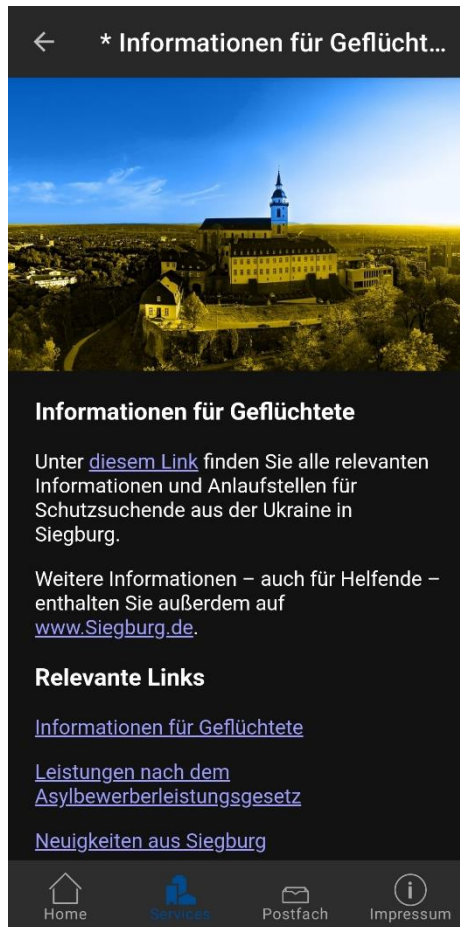 * Informationen für Geflücht...
Informationen für Geflüchtete
Unter diesem Link finden Sie alle relevanten
Informationen und Anlaufstellen für
Schutzsuchende aus der Ukraine in
Siegburg.
Weitere Informationen – auch für Helfende –
enthalten Sie außerdem auf
www.Siegburg.de.
Relevante Links
Informationen für Geflüchtete
Leistungen nach dem
Asylbewerberleistungsgesetz
Neuigkeiten aus Siegburg
Home
Services
Postfach
Impressum